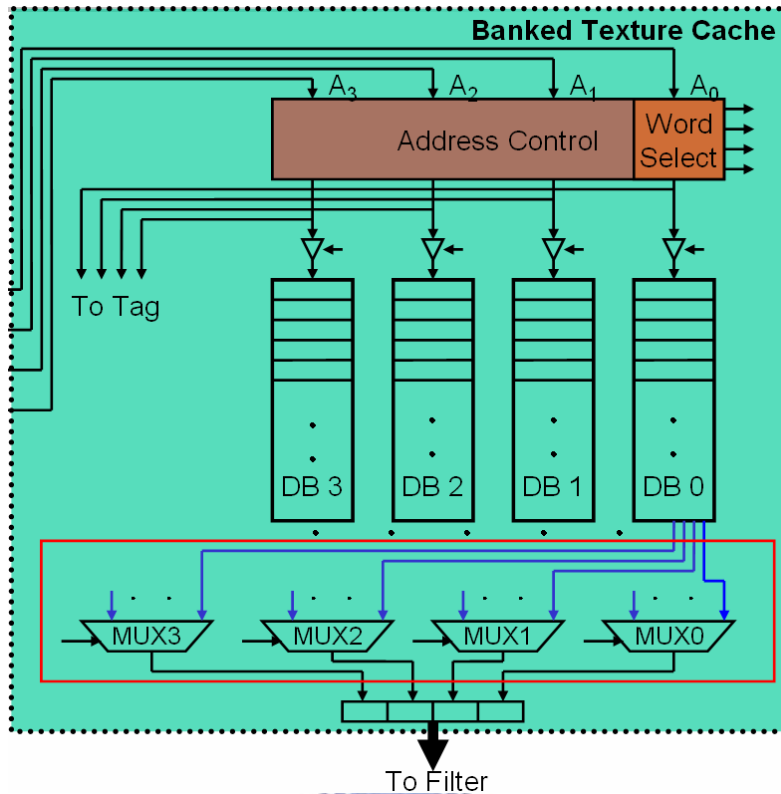 Banked Texture Cache
A₃ A₂ A₁ A₀
Address Control
Word
Select
To Tag
DB 3 DB 2 DB 1 DB 0
MUX3 MUX2 MUX1 MUX0
To Filter